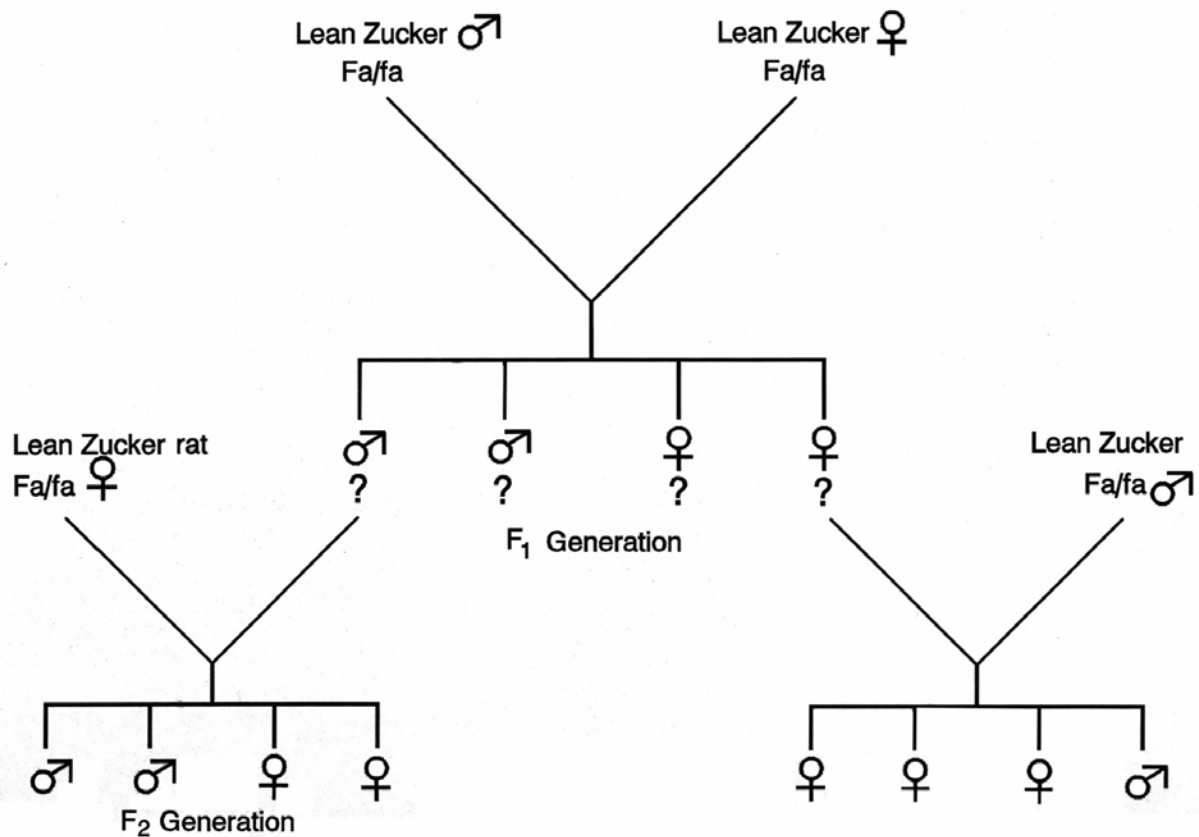 Lean Zucker ♂
Fa/fa
Lean Zucker ♀
Fa/fa
Lean Zucker rat
Fa/fa ♀
♂ ♂ ♀ ♀
? ? ? ?
F₁ Generation
Lean Zucker
Fa/fa ♂
♂ ♂ ♀ ♀
F₂ Generation
♀ ♀ ♀ ♂